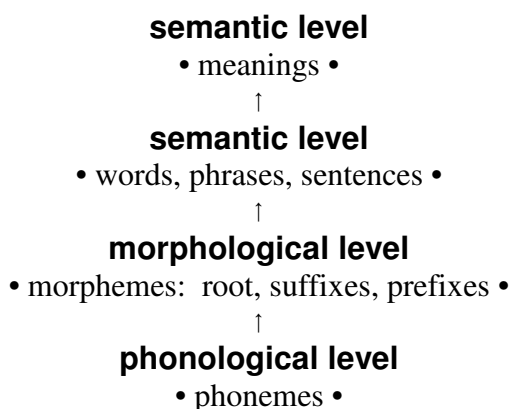 semantic level
• meanings •
↑
semantic level
• words, phrases, sentences •
↑
morphological level
• morphemes: root, suffixes, prefixes •
↑
phonological level
• phonemes •